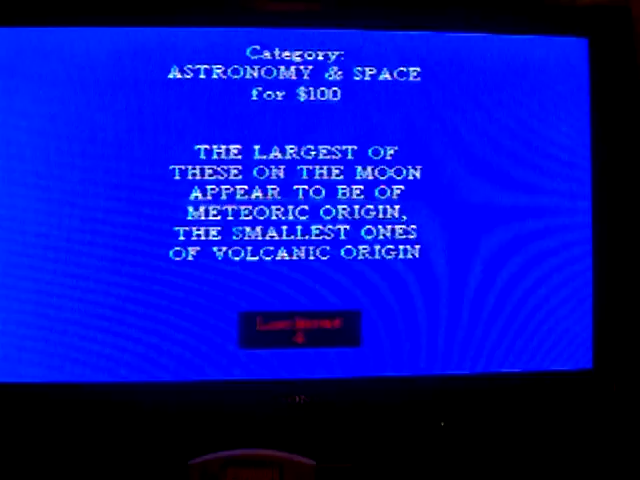 Category:
ASTRONOMY & SPACE
for $100
THE LARGEST OF
THESE ON THE MOON
APPEAR TO BE OF
METEORIC ORIGIN,
THE SMALLEST ONES
OF VOLCANIC ORIGIN